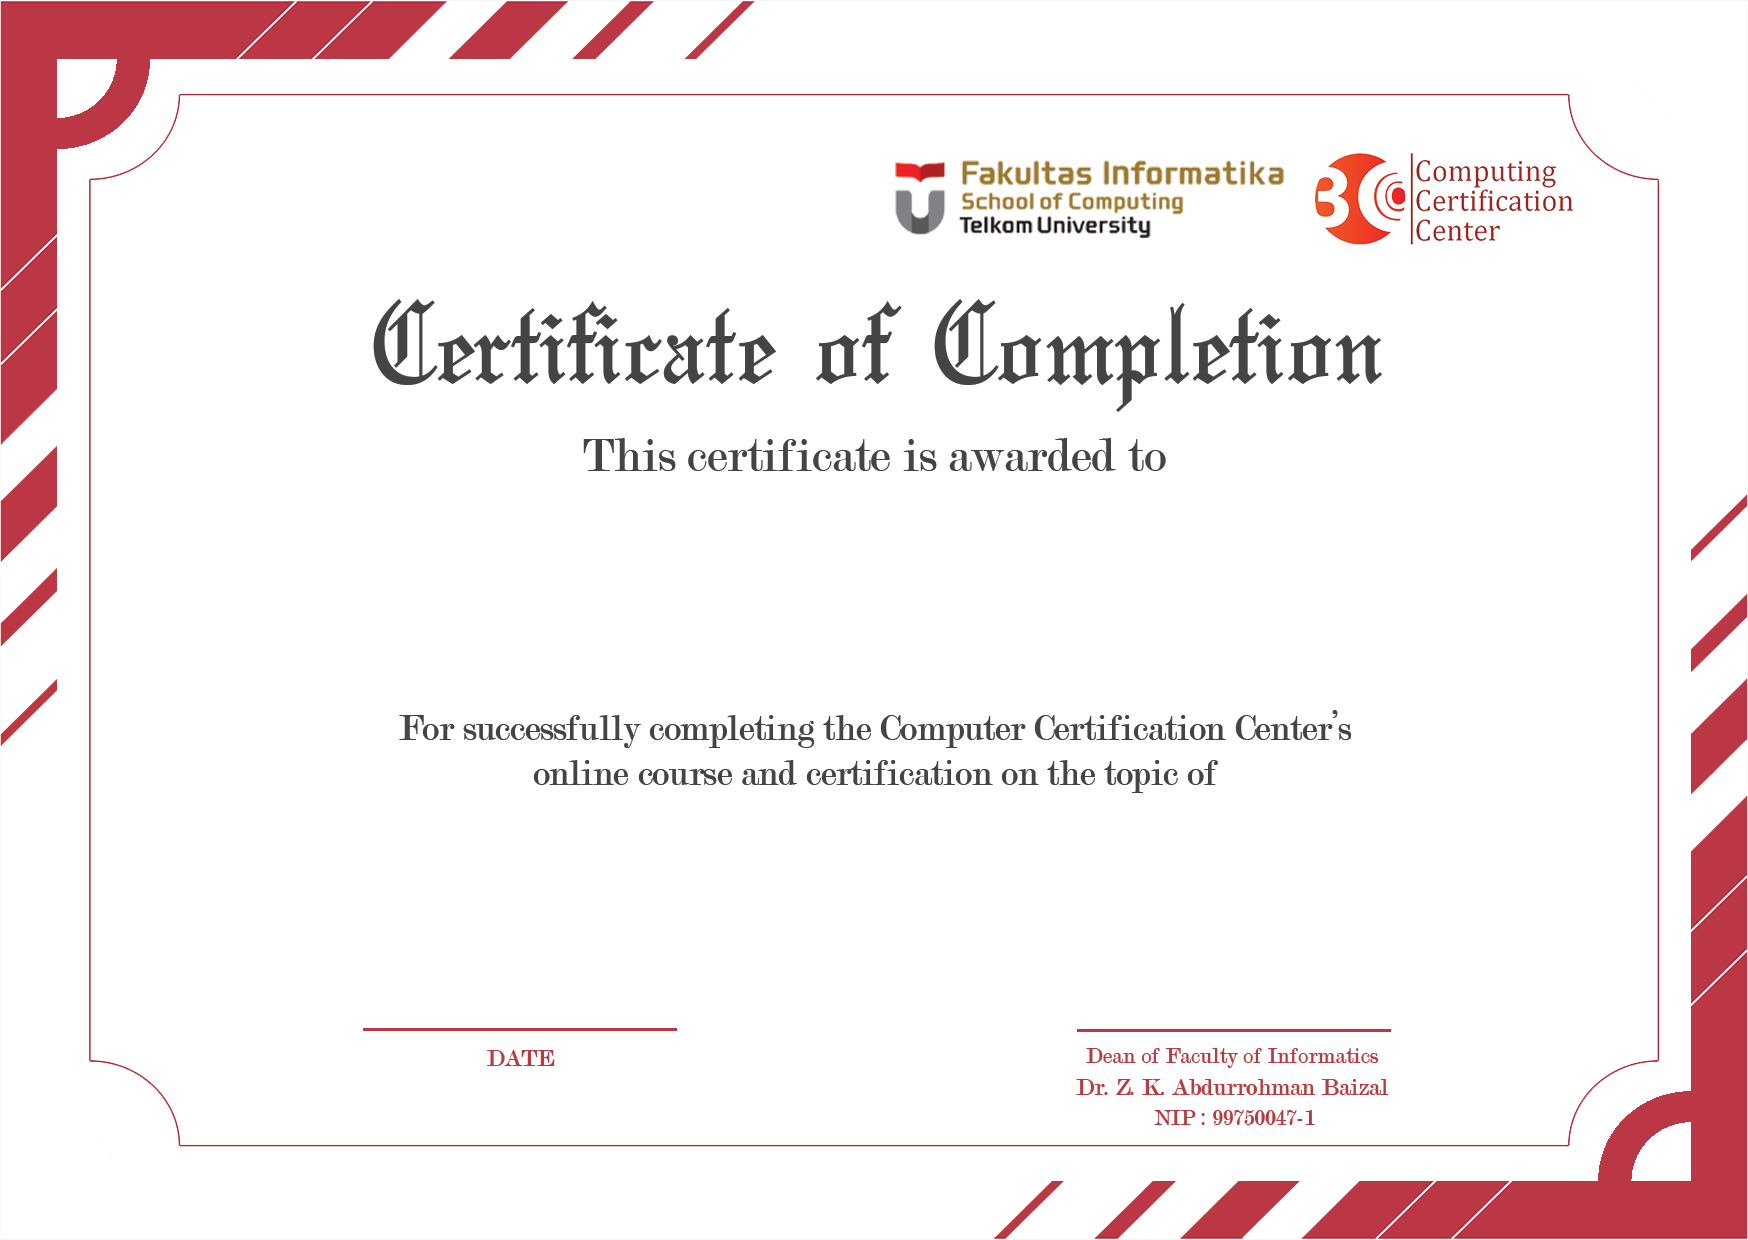 Fakultas Informatika
School of Computing
Telkom University
3C
Computing
Certification
Center
Certificate of Completion
This certificate is awarded to
For successfully completing the Computer Certification Center's
online course and certification on the topic of
DATE
Dean of Faculty of Informatics
Dr. Z. K. Abdurrohman Baizal
NIP : 99750047-1